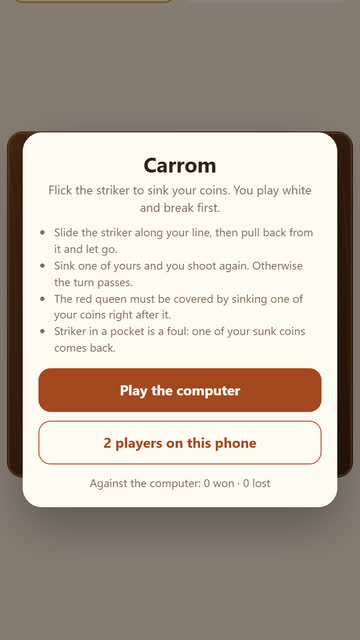 Carrom
Flick the striker to sink your coins. You play white
and break first.
• Slide the striker along your line, then pull back from
it and let go.
• Sink one of yours and you shoot again. Otherwise
the turn passes.
• The red queen must be covered by sinking one of
your coins right after it.
• Striker in a pocket is a foul: one of your sunk coins
comes back.
Play the computer
2 players on this phone
Against the computer: 0 won · 0 lost